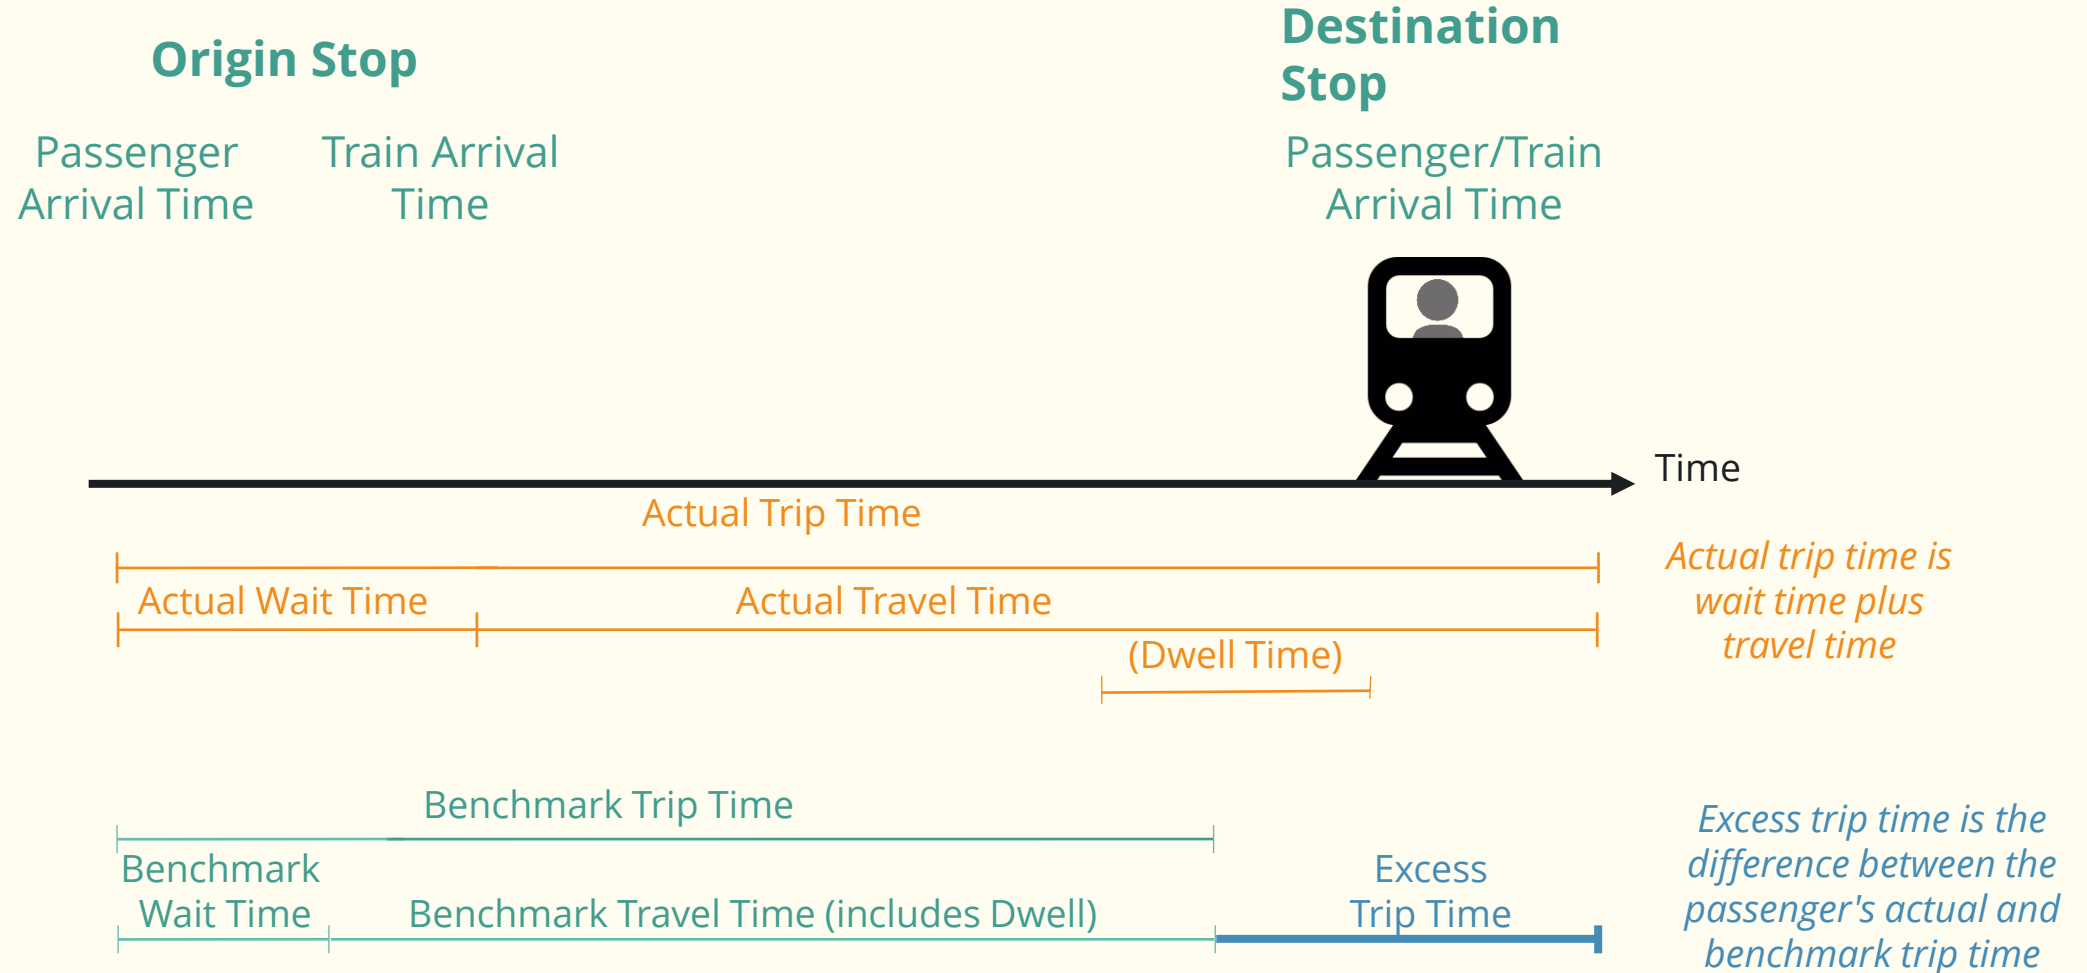 Origin Stop
Destination
Stop
Passenger
Arrival Time
Train Arrival
Time
Passenger/Train
Arrival Time
Time
Actual Trip Time
Actual trip time is
wait time plus
travel time
Actual Wait Time
Actual Travel Time
(Dwell Time)
Benchmark Trip Time
Benchmark
Wait Time
Benchmark Travel Time (includes Dwell)
Excess
Trip Time
Excess trip time is the
difference between the
passenger's actual and
benchmark trip time